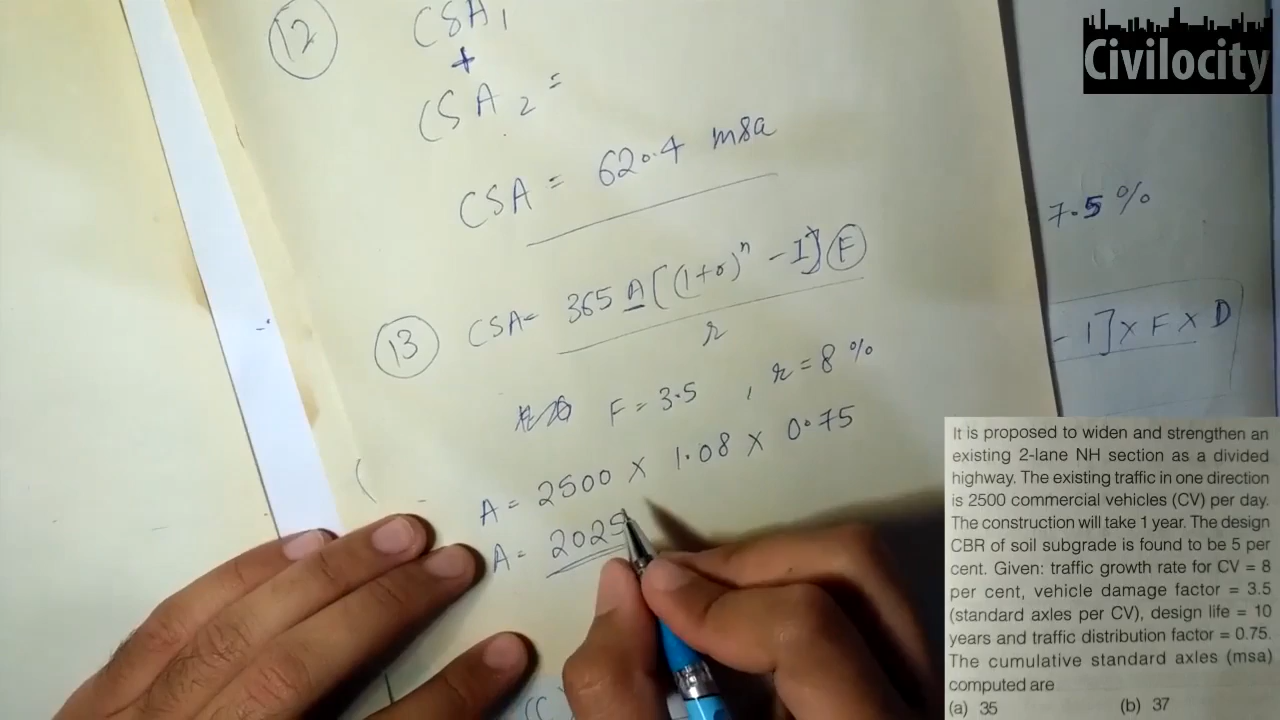 Civilocity
12 CSA1
+
CSA2 =
CSA = 620.4 msa
13 CSA = 365 A [(1+r)^n - 1] F
r
F = 3.5 , r = 8 %
A = 2500 x 1.08 x 0.75
A = 2025
7.5 %
- 1] x F x D
It is proposed to widen and strengthen an
existing 2-lane NH section as a divided
highway. The existing traffic in one direction
is 2500 commercial vehicles (CV) per day.
The construction will take 1 year. The design
CBR of soil subgrade is found to be 5 per
cent. Given: traffic growth rate for CV = 8
per cent, vehicle damage factor = 3.5
(standard axles per CV), design life = 10
years and traffic distribution factor = 0.75.
The cumulative standard axles (msa)
computed are
(a) 35 (b) 37